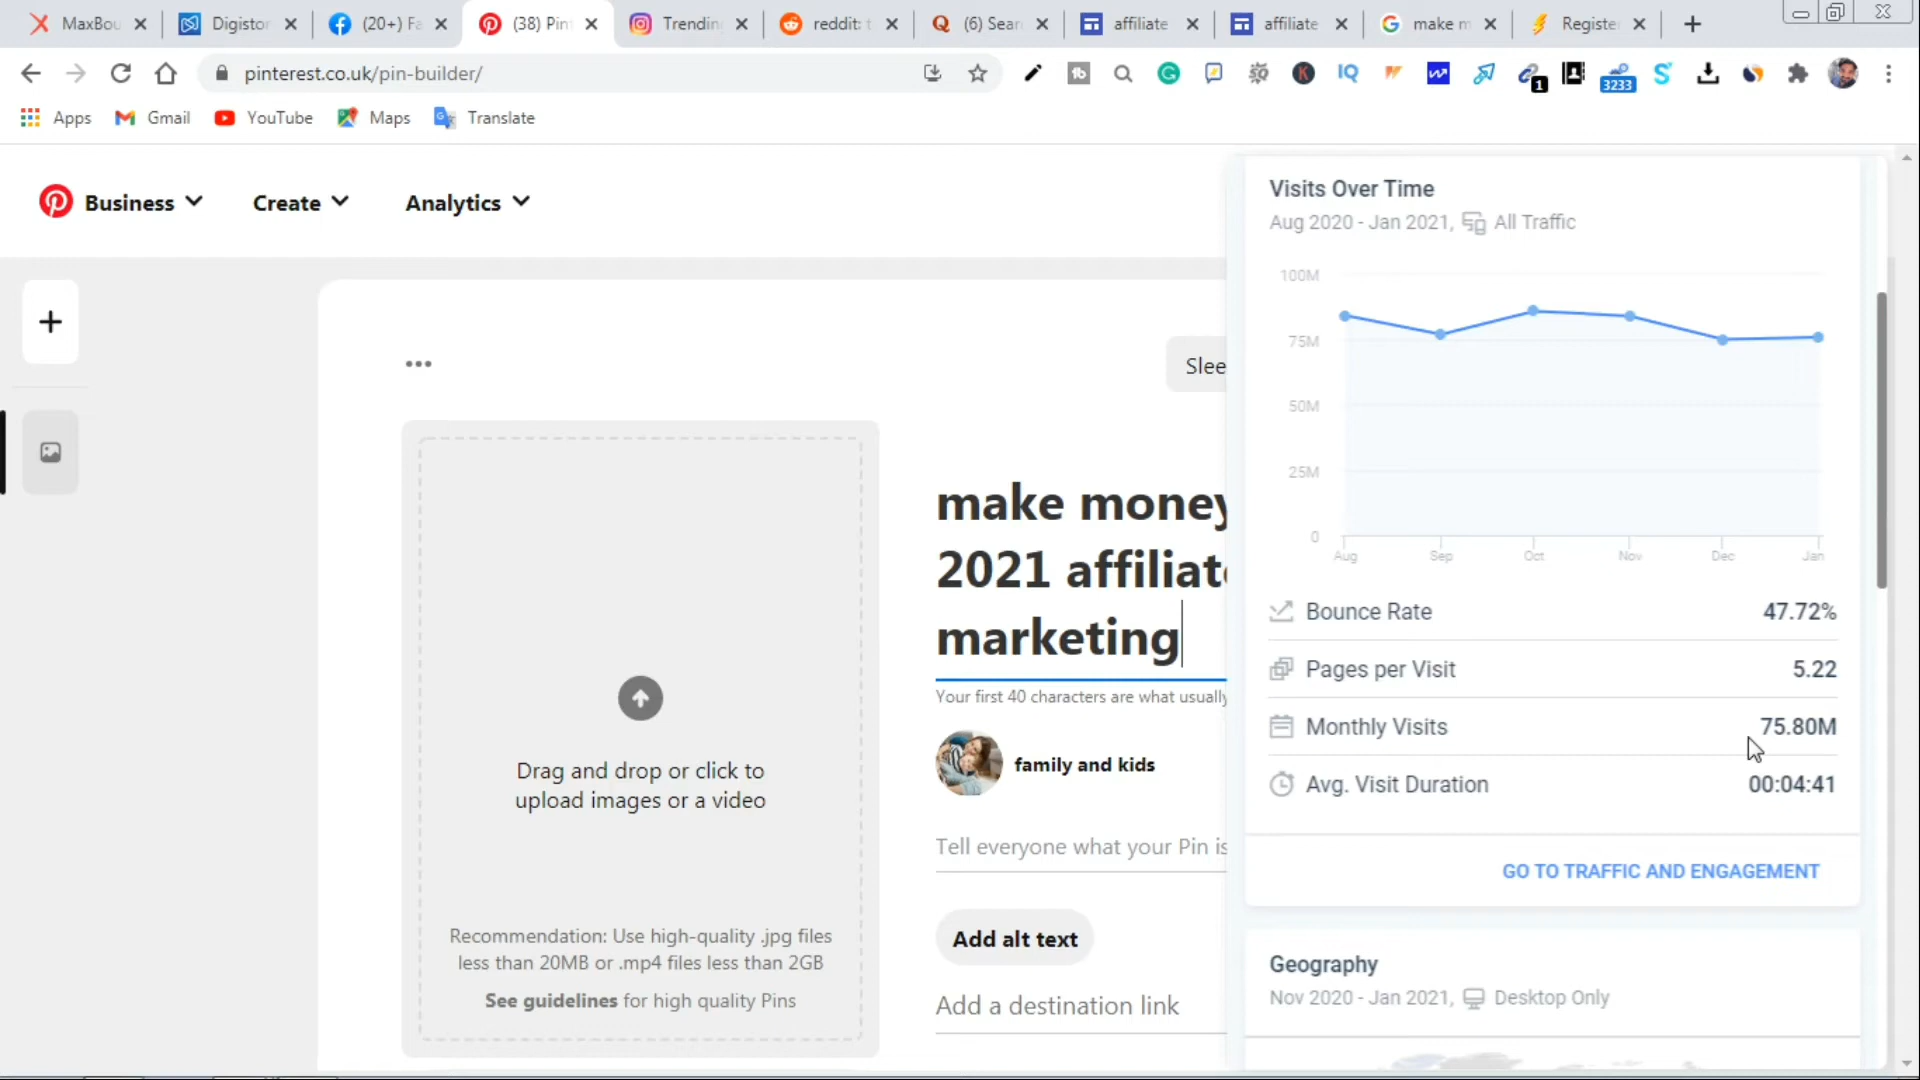 MaxBou
Digistor
(20+) Fa
(38) Pin
Trending
reddit: t
(6) Sear
affiliate
affiliate
make m
Register
pinterest.co.uk/pin-builder/
1
3233
Apps
Gmail
YouTube
Maps
Translate
Business
Create
Analytics
Slee
make money
2021 affiliate
marketing
Your first 40 characters are what usually
family and kids
Tell everyone what your Pin is
Add alt text
Add a destination link
Drag and drop or click to
upload images or a video
Recommendation: Use high-quality .jpg files
less than 20MB or .mp4 files less than 2GB
See guidelines for high quality Pins
Visits Over Time
Aug 2020 - Jan 2021, All Traffic
100M
75M
50M
25M
0
Aug Sep Oct Nov Dec Jan
Bounce Rate 47.72%
Pages per Visit 5.22
Monthly Visits 75.80M
Avg. Visit Duration 00:04:41
GO TO TRAFFIC AND ENGAGEMENT
Geography
Nov 2020 - Jan 2021, Desktop Only